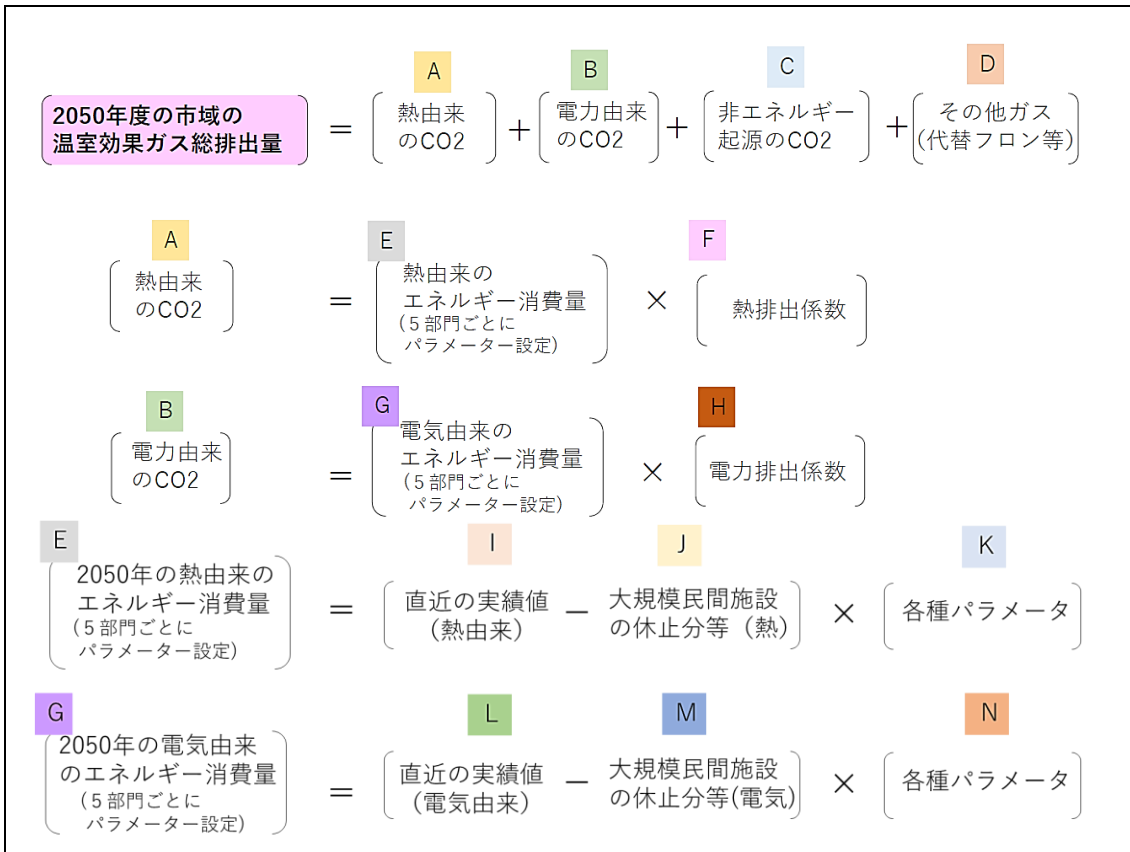 A B C D
2050年度の市域の
温室効果ガス総排出量
=
熱由来
のCO2
+
電力由来
のCO2
+
非エネルギー
起源のCO2
+
その他ガス
(代替フロン等)
A E F
熱由来
のCO2
=
熱由来の
エネルギー消費量
(5部門ごとに
パラメーター設定)
×
熱排出係数
B G H
電力由来
のCO2
=
電気由来の
エネルギー消費量
(5部門ごとに
パラメーター設定)
×
電力排出係数
E I J K
2050年の熱由来の
エネルギー消費量
(5部門ごとに
パラメーター設定)
=
直近の実績値
(熱由来)
−
大規模民間施設
の休止分等(熱)
×
各種パラメータ
G L M N
2050年の電気由来
のエネルギー消費量
(5部門ごとに
パラメーター設定)
=
直近の実績値
(電気由来)
−
大規模民間施設
の休止分等(電気)
×
各種パラメータ